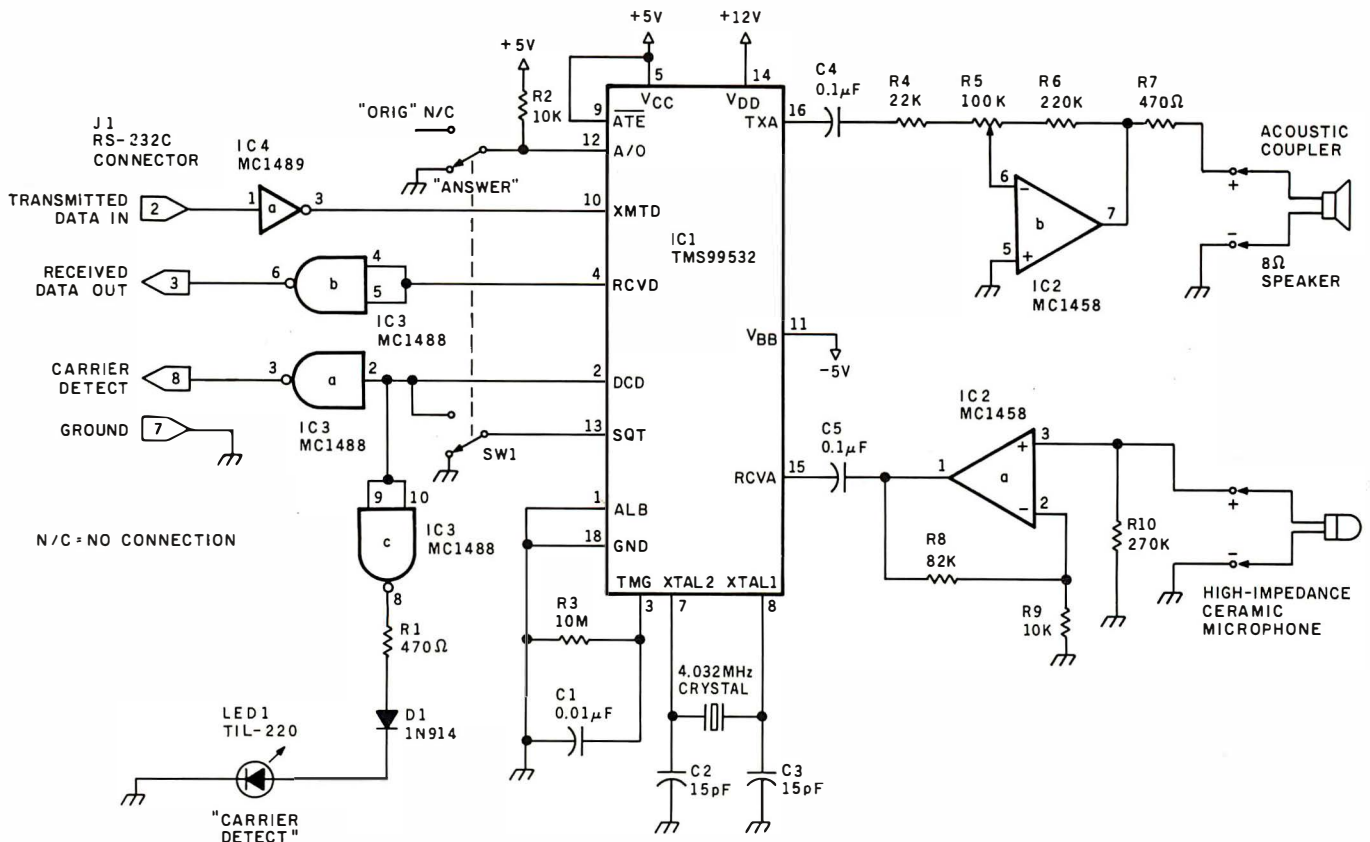 +5V
+12V
+5V
5
14
VCC
VDD
R2
10K
"ORIG" N/C
9
ATE
12
A/O
"ANSWER"
J1
RS-232C
CONNECTOR
IC4
MC1489
TRANSMITTED
DATA IN
2
1
a
3
10
XMTD
IC1
TMS99532
RECEIVED
DATA OUT
3
6
b
4
5
IC3
MC1488
4
RCVD
CARRIER
DETECT
8
3
a
2
IC3
MC1488
2
DCD
GROUND
7
13
SQT
SW1
1
ALB
18
GND
N/C = NO CONNECTION
9
10
c
IC3
MC1488
8
R1
470Ω
D1
1N914
LED1
TIL-220
"CARRIER
DETECT"
TMG
XTAL2
XTAL1
3
7
8
R3
10M
C1
0.01µF
4.032MHz
CRYSTAL
C2
15pF
C3
15pF
TXA
16
C4
0.1µF
R4
22K
R5
100K
R6
220K
R7
470Ω
6
−
b
5
+
7
IC2
MC1458
ACOUSTIC
COUPLER
+
−
8Ω
SPEAKER
VBB
11
-5V
RCVA
15
C5
0.1µF
IC2
MC1458
1
a
+
3
−
2
R8
82K
R9
10K
R10
270K
+
−
HIGH-IMPEDANCE
CERAMIC
MICROPHONE